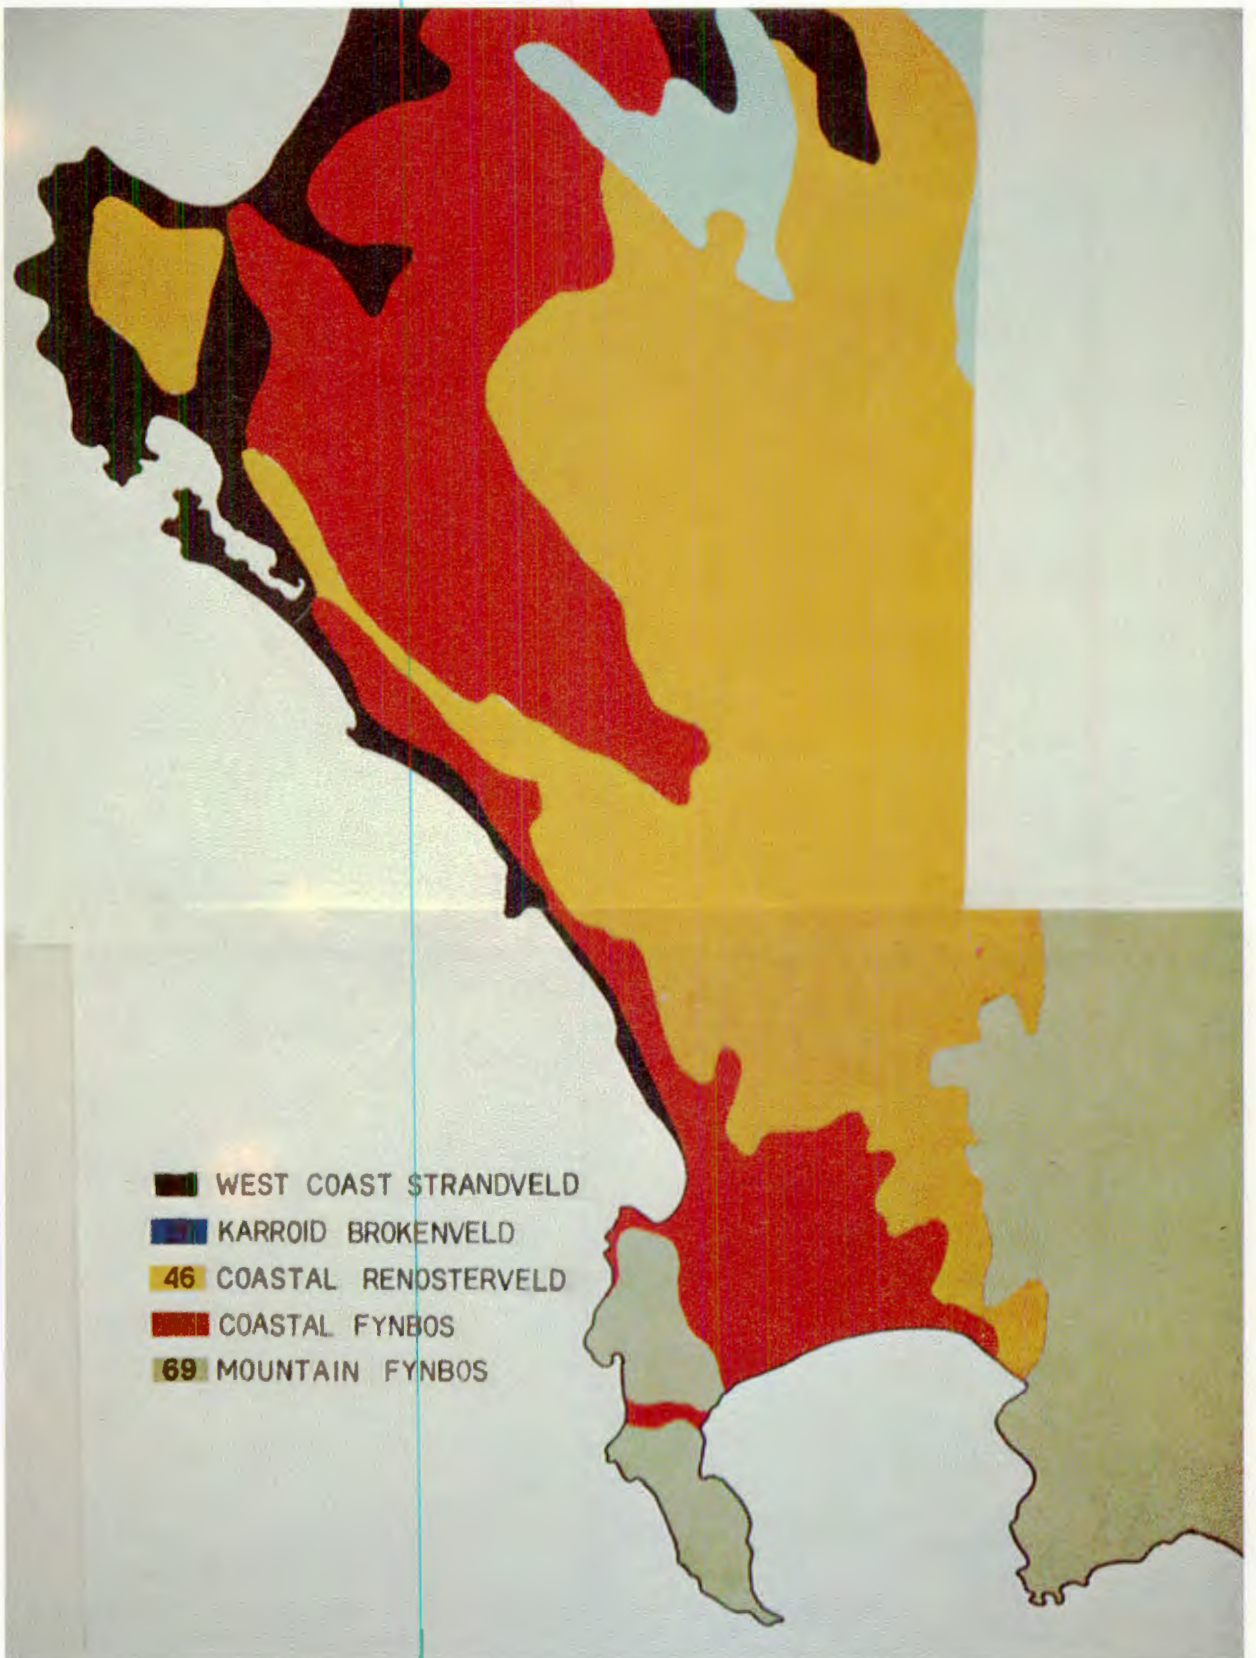 WEST COAST STRANDVELD
KARROID BROKENVELD
46 COASTAL RENOSTERVELD
COASTAL FYNBOS
69 MOUNTAIN FYNBOS